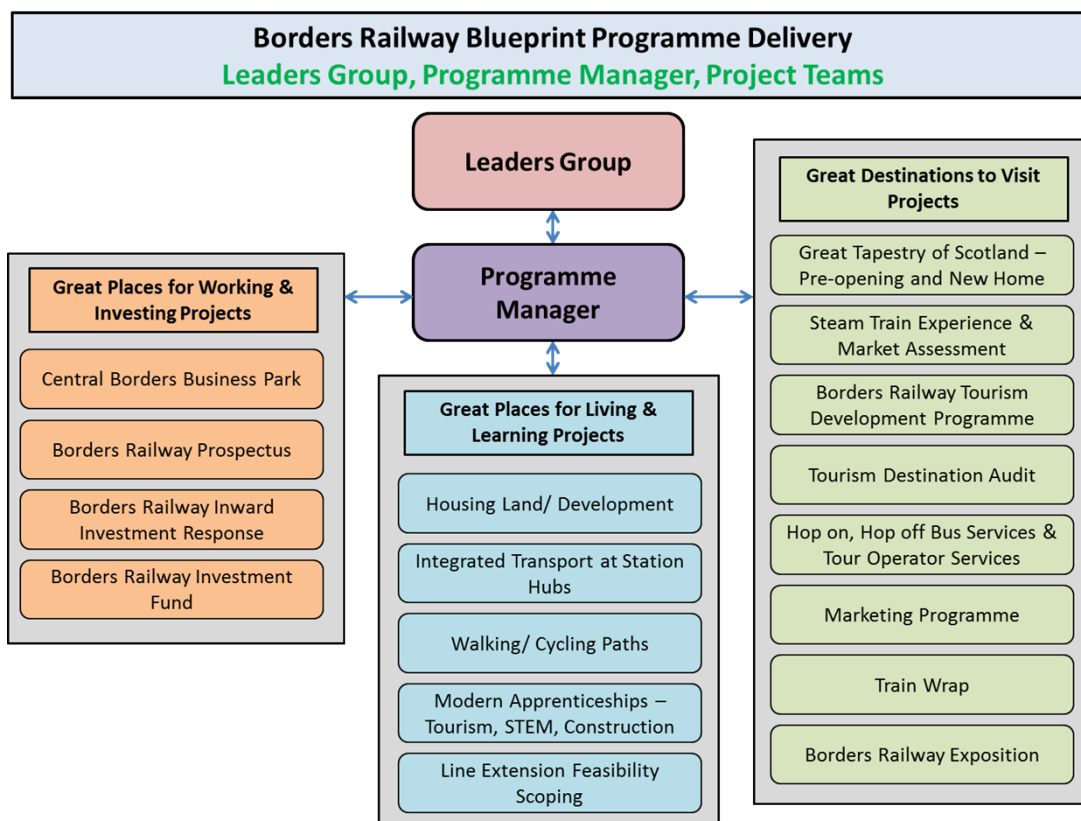 Borders Railway Blueprint Programme Delivery
Leaders Group, Programme Manager, Project Teams
Leaders Group
Programme
Manager
Great Places for Working &
Investing Projects
Central Borders Business Park
Borders Railway Prospectus
Borders Railway Inward
Investment Response
Borders Railway Investment
Fund
Great Places for Living &
Learning Projects
Housing Land/ Development
Integrated Transport at Station
Hubs
Walking/ Cycling Paths
Modern Apprenticeships –
Tourism, STEM, Construction
Line Extension Feasibility
Scoping
Great Destinations to Visit
Projects
Great Tapestry of Scotland –
Pre-opening and New Home
Steam Train Experience &
Market Assessment
Borders Railway Tourism
Development Programme
Tourism Destination Audit
Hop on, Hop off Bus Services &
Tour Operator Services
Marketing Programme
Train Wrap
Borders Railway Exposition